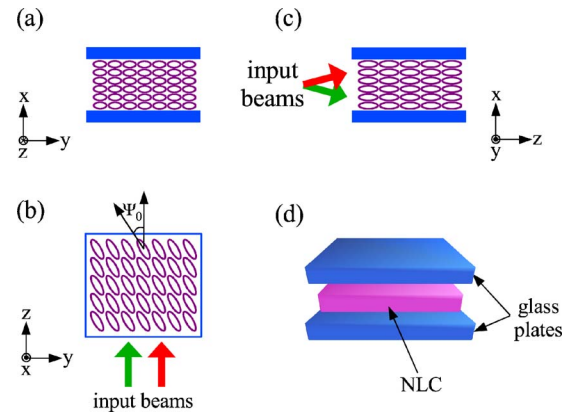 (a)
x
z
y
(c)
input
beams
x
y
z
(b)
Ψ0
z
x
y
input beams
(d)
glass
plates
NLC